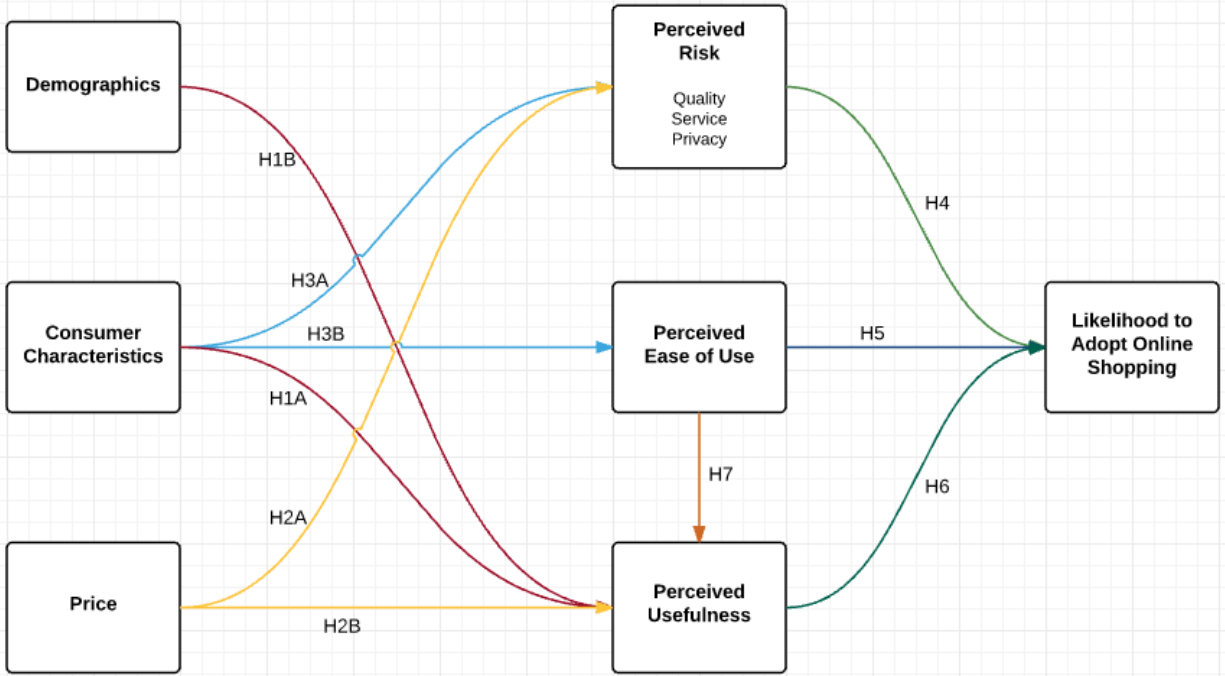 Demographics
Perceived
Risk
Quality
Service
Privacy
H1B
H4
H3A
H3B
Consumer
Characteristics
Perceived
Ease of Use
H5
Likelihood to
Adopt Online
Shopping
H1A
H7
H6
H2A
Price
H2B
Perceived
Usefulness